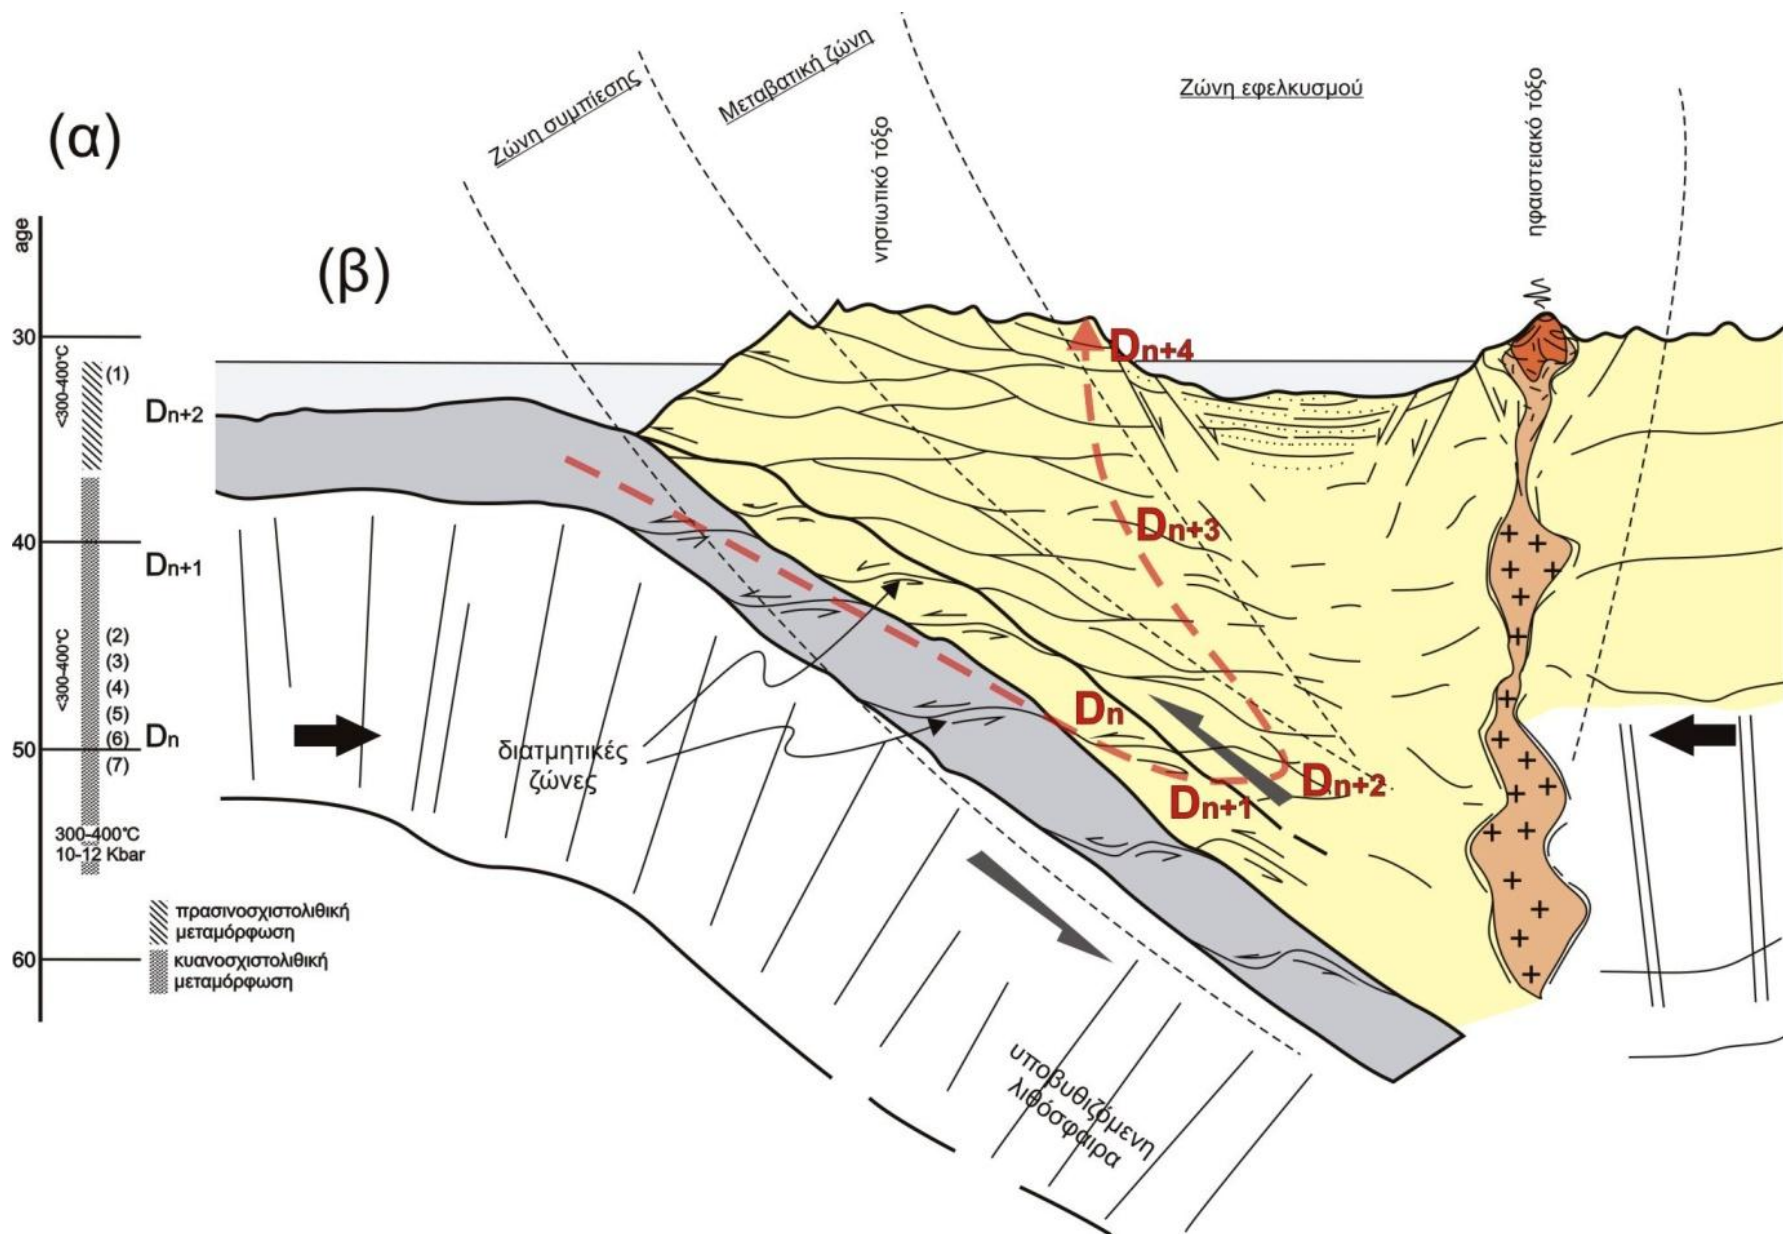 (α)
age
30
40
50
60
<300-400°C
(1)
Dn+2
Dn+1
<300-400°C
(2)
(3)
(4)
(5)
(6)
(7)
Dn
300-400°C
10-12 Kbar
πρασινοσχιστολιθική
μεταμόρφωση
κυανοσχιστολιθική
μεταμόρφωση
(β)
Ζώνη συμπίεσης
Μεταβατική ζώνη
νησιωτικό τόξο
Ζώνη εφελκυσμού
ηφαιστειακό τόξο
Dn+4
Dn+3
Dn
Dn+1
Dn+2
διατμητικές
ζώνες
υποβυθιζόμενη
λιθόσφαιρα